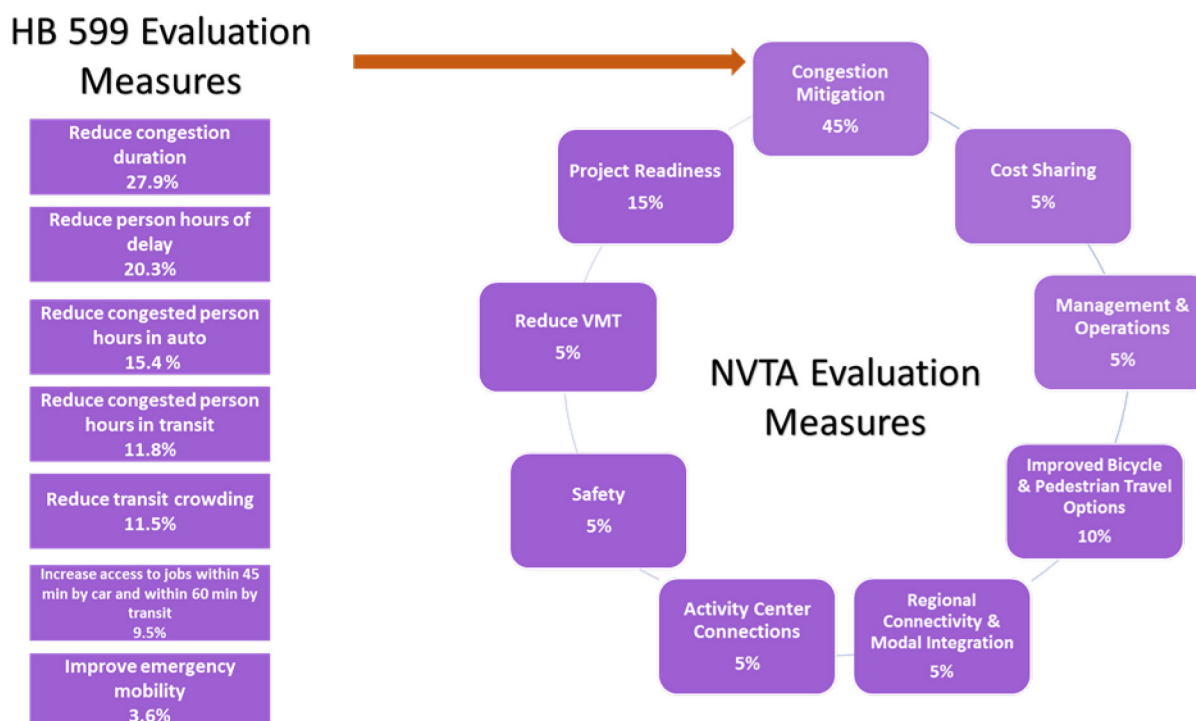 HB 599 Evaluation
Measures
Reduce congestion
duration
27.9%
Reduce person hours of
delay
20.3%
Reduce congested person
hours in auto
15.4 %
Reduce congested person
hours in transit
11.8%
Reduce transit crowding
11.5%
Increase access to jobs within 45
min by car and within 60 min by
transit
9.5%
Improve emergency
mobility
3.6%
Congestion
Mitigation
45%
Cost Sharing
5%
Management &
Operations
5%
Improved Bicycle
& Pedestrian Travel
Options
10%
Regional
Connectivity &
Modal Integration
5%
Activity Center
Connections
5%
Safety
5%
Reduce VMT
5%
Project Readiness
15%
NVTA Evaluation
Measures